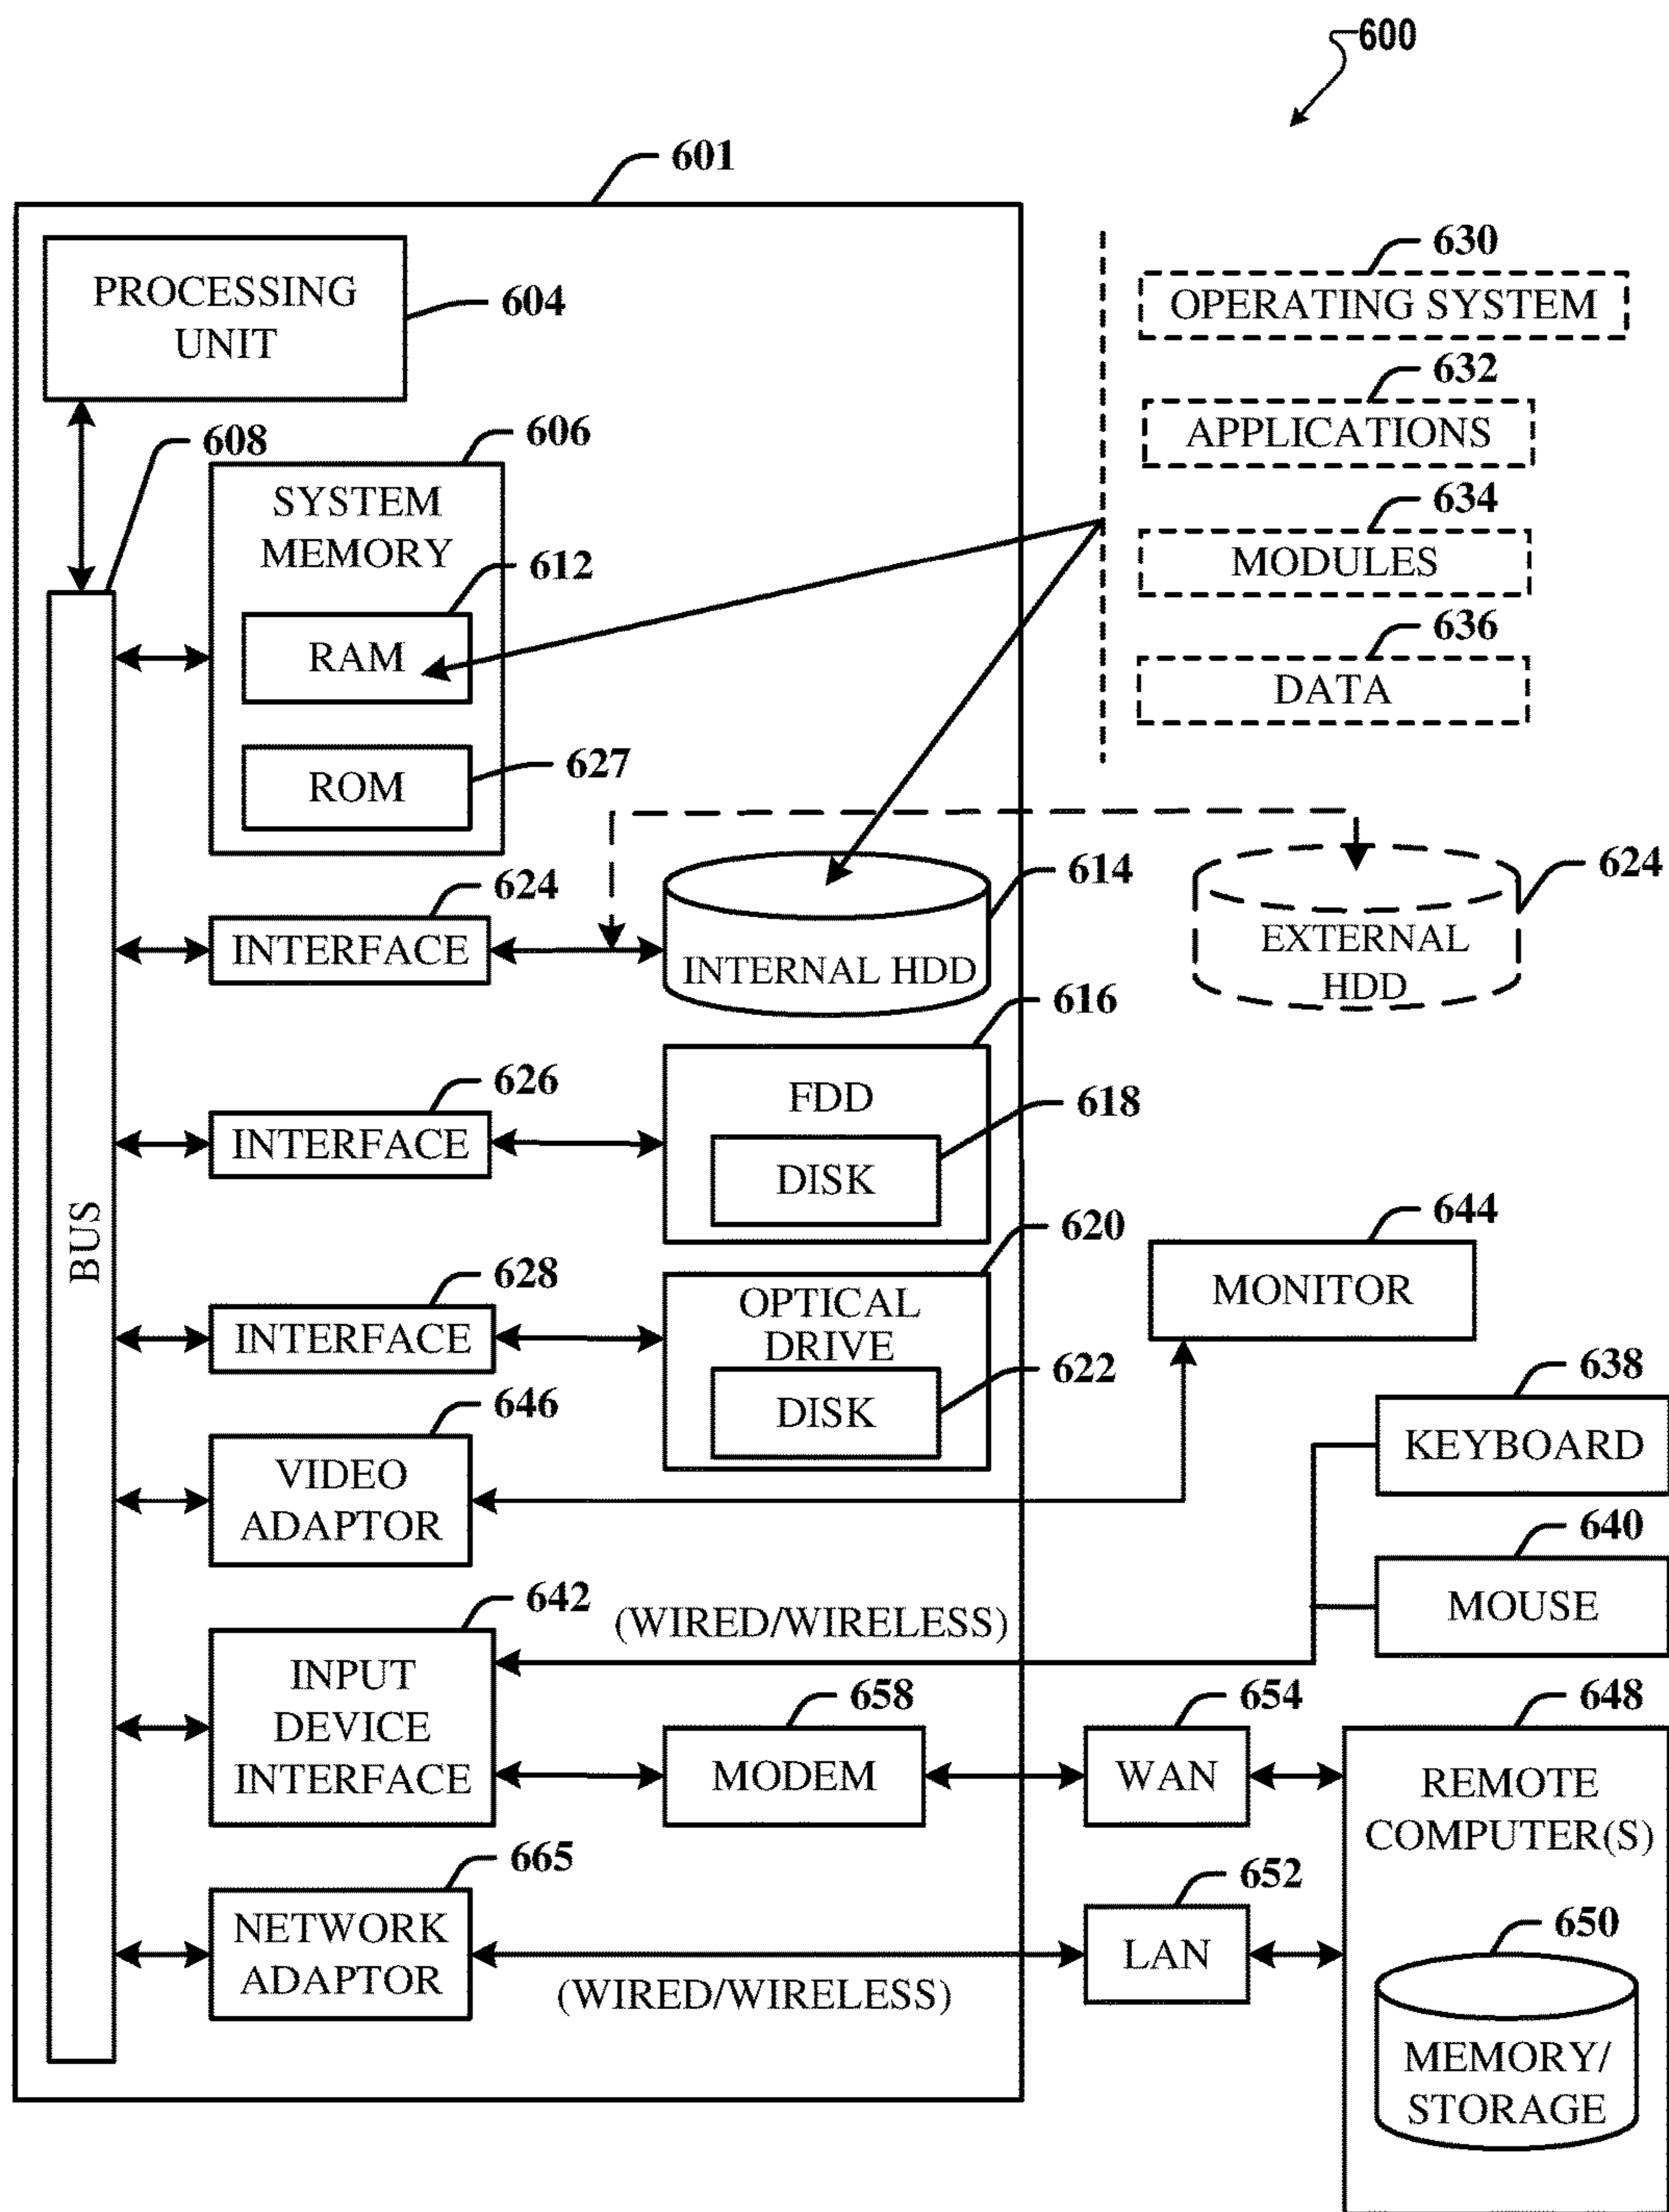 600
601
PROCESSING
UNIT
604
630
OPERATING SYSTEM
632
APPLICATIONS
634
MODULES
636
DATA
608
606
SYSTEM
MEMORY
612
RAM
ROM
627
BUS
624
INTERFACE
614
INTERNAL HDD
624
EXTERNAL
HDD
626
INTERFACE
616
FDD
618
DISK
628
INTERFACE
620
OPTICAL
DRIVE
622
DISK
644
MONITOR
646
VIDEO
ADAPTOR
638
KEYBOARD
640
MOUSE
642
INPUT
DEVICE
INTERFACE
(WIRED/WIRELESS)
658
MODEM
654
WAN
648
REMOTE
COMPUTER(S)
665
NETWORK
ADAPTOR
(WIRED/WIRELESS)
652
LAN
650
MEMORY/
STORAGE